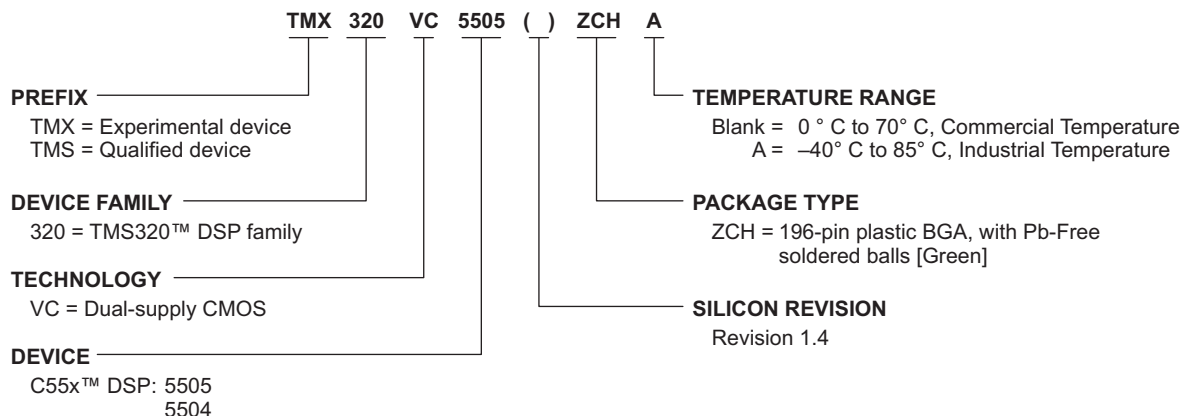 TMX 320 VC 5505 ( ) ZCH A
PREFIX
TMX = Experimental device
TMS = Qualified device
DEVICE FAMILY
320 = TMS320™ DSP family
TECHNOLOGY
VC = Dual-supply CMOS
DEVICE
C55x™ DSP: 5505
5504
TEMPERATURE RANGE
Blank = 0 ° C to 70° C, Commercial Temperature
A = –40° C to 85° C, Industrial Temperature
PACKAGE TYPE
ZCH = 196-pin plastic BGA, with Pb-Free
soldered balls [Green]
SILICON REVISION
Revision 1.4